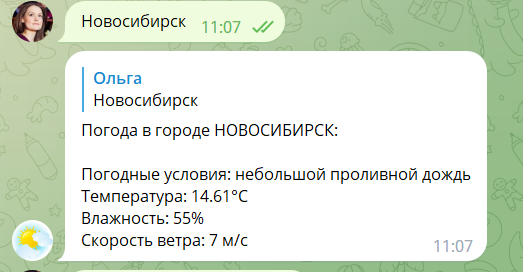 Новосибирск
11:07
Ольга
Новосибирск
Погода в городе НОВОСИБИРСК:
Погодные условия: небольшой проливной дождь
Температура: 14.61°C
Влажность: 55%
Скорость ветра: 7 м/с
11:07